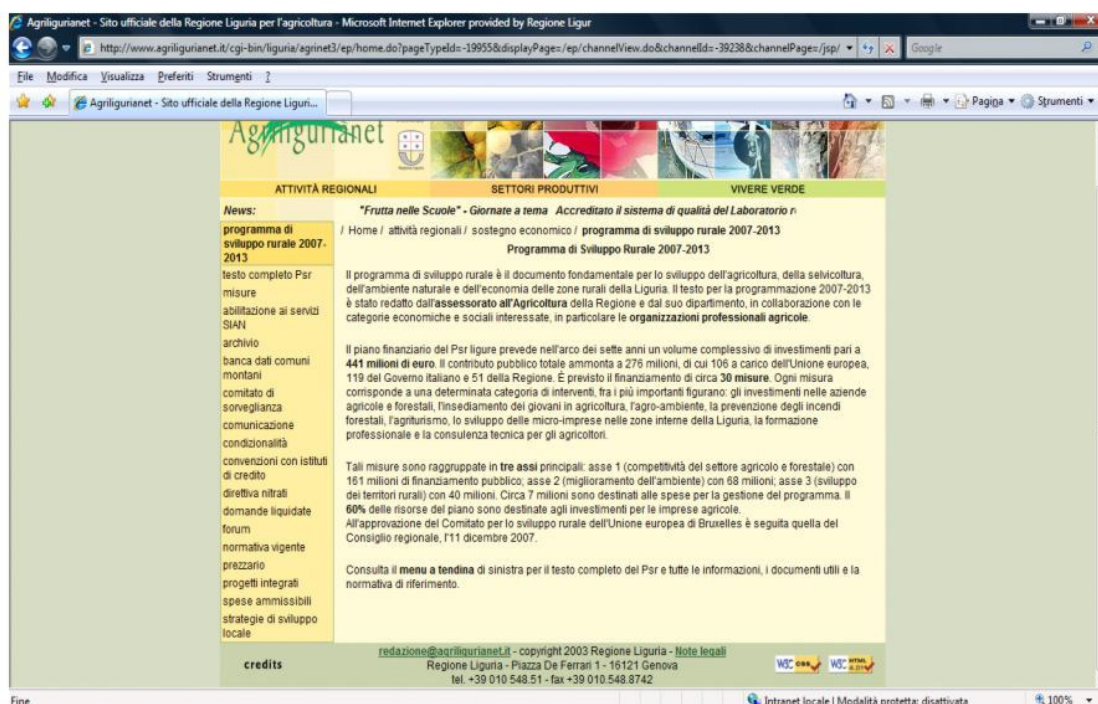 Agriligurianet - Sito ufficiale della Regione Liguria per l'agricoltura - Microsoft Internet Explorer provided by Regione Ligur
http://www.agriligurianet.it/cgi-bin/liguria/agrinet3/ep/home.do?pageTypeId=-19955&displayPage=/ep/channelView.do&channelId=-39238&channelPage=/jsp/
Google
File Modifica Visualizza Preferiti Strumenti ?
Agriligurianet - Sito ufficiale della Regione Liguri...
Pagina Strumenti
Agriligurianet
ATTIVITÀ REGIONALI SETTORI PRODUTTIVI VIVERE VERDE
News: "Frutta nelle Scuole" - Giornate a tema Accreditato il sistema di qualità del Laboratorio r
programma di
sviluppo rurale 2007-
2013
testo completo Psr
misure
abilitazione ai servizi
SIAN
archivio
banca dati comuni
montani
comitato di
sorveglianza
comunicazione
condizionalità
convenzioni con istituti
di credito
direttiva nitrati
domande liquidate
forum
normativa vigente
prezzario
progetti integrati
spese ammissibili
strategie di sviluppo
locale
/ Home / attività regionali / sostegno economico / programma di sviluppo rurale 2007-2013
Programma di Sviluppo Rurale 2007-2013
Il programma di sviluppo rurale è il documento fondamentale per lo sviluppo dell'agricoltura, della selvicoltura,
dell'ambiente naturale e dell'economia delle zone rurali della Liguria. Il testo per la programmazione 2007-2013
è stato redatto dall'assessorato all'Agricoltura della Regione e dal suo dipartimento, in collaborazione con le
categorie economiche e sociali interessate, in particolare le organizzazioni professionali agricole.
Il piano finanziario del Psr ligure prevede nell'arco dei sette anni un volume complessivo di investimenti pari a
441 milioni di euro. Il contributo pubblico totale ammonta a 276 milioni, di cui 106 a carico dell'Unione europea,
119 del Governo italiano e 51 della Regione. È previsto il finanziamento di circa 30 misure. Ogni misura
corrisponde a una determinata categoria di interventi, fra i più importanti figurano: gli investimenti nelle aziende
agricole e forestali, l'insediamento dei giovani in agricoltura, l'agro-ambiente, la prevenzione degli incendi
forestali, l'agriturismo, lo sviluppo delle micro-imprese nelle zone interne della Liguria, la formazione
professionale e la consulenza tecnica per gli agricoltori.
Tali misure sono raggruppate in tre assi principali: asse 1 (competitività del settore agricolo e forestale) con
161 milioni di finanziamento pubblico; asse 2 (miglioramento dell'ambiente) con 68 milioni; asse 3 (sviluppo
dei territori rurali) con 40 milioni. Circa 7 milioni sono destinati alle spese per la gestione del programma. Il
60% delle risorse del piano sono destinate agli investimenti per le imprese agricole.
All'approvazione del Comitato per lo sviluppo rurale dell'Unione europea di Bruxelles è seguita quella del
Consiglio regionale, l'11 dicembre 2007.
Consulta il menu a tendina di sinistra per il testo completo del Psr e tutte le informazioni, i documenti utili e la
normativa di riferimento.
credits
redazione@agriligurianet.it - copyright 2003 Regione Liguria - Note legali
Regione Liguria - Piazza De Ferrari 1 - 16121 Genova
tel. +39 010 548.51 - fax +39 010.548.8742
W3C css W3C HTML
Fine Intranet locale | Modalità protetta: disattivata 100%